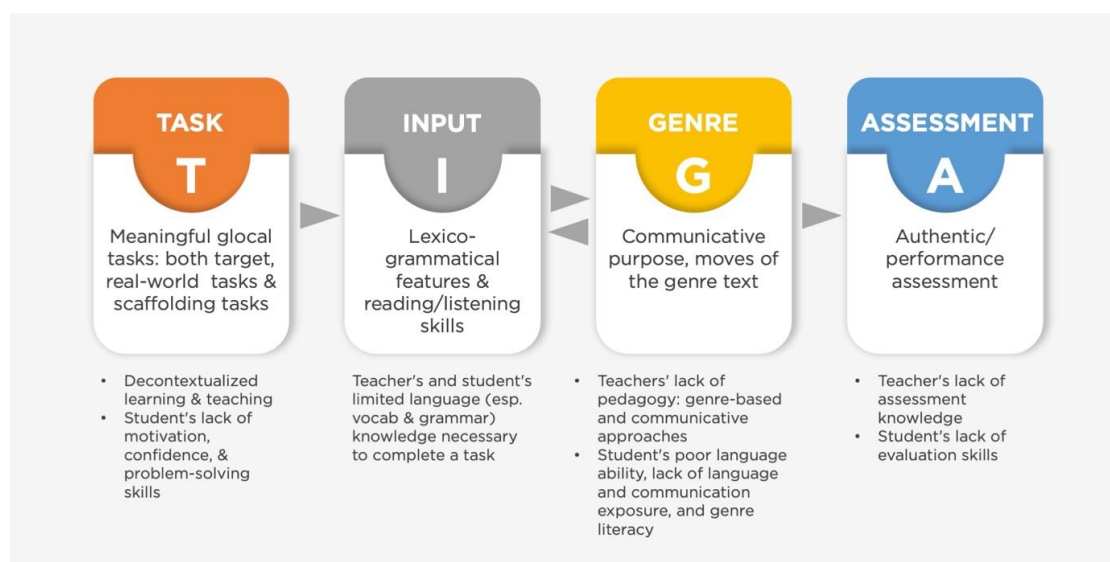 TASK
T
Meaningful glocal
tasks: both target,
real-world tasks &
scaffolding tasks
• Decontextualized
learning & teaching
• Student's lack of
motivation,
confidence, &
problem-solving
skills
INPUT
I
Lexico-
grammatical
features &
reading/listening
skills
Teacher's and student's
limited language (esp.
vocab & grammar)
knowledge necessary
to complete a task
GENRE
G
Communicative
purpose, moves of
the genre text
• Teachers' lack of
pedagogy: genre-based
and communicative
approaches
• Student's poor language
ability, lack of language
and communication
exposure, and genre
literacy
ASSESSMENT
A
Authentic/
performance
assessment
• Teacher's lack of
assessment
knowledge
• Student's lack of
evaluation skills